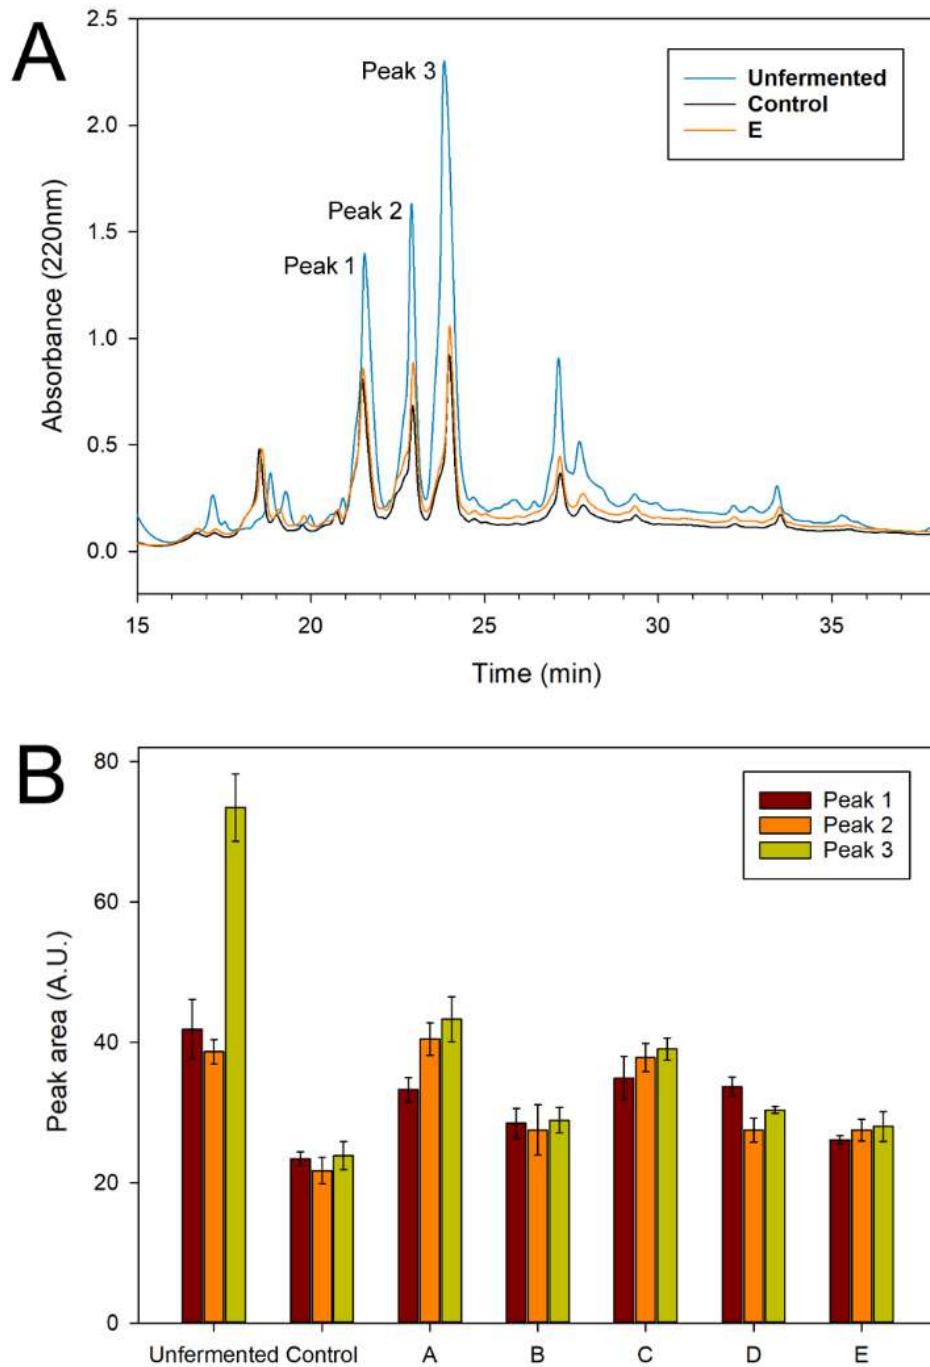 A
2.5
2.0
1.5
1.0
0.5
0.0
Absorbance (220nm)
Peak 3
Peak 2
Peak 1
Unfermented
Control
E
15
20
25
30
35
Time (min)
B
80
60
40
20
0
Peak area (A.U.)
Peak 1
Peak 2
Peak 3
Unfermented Control A B C D E